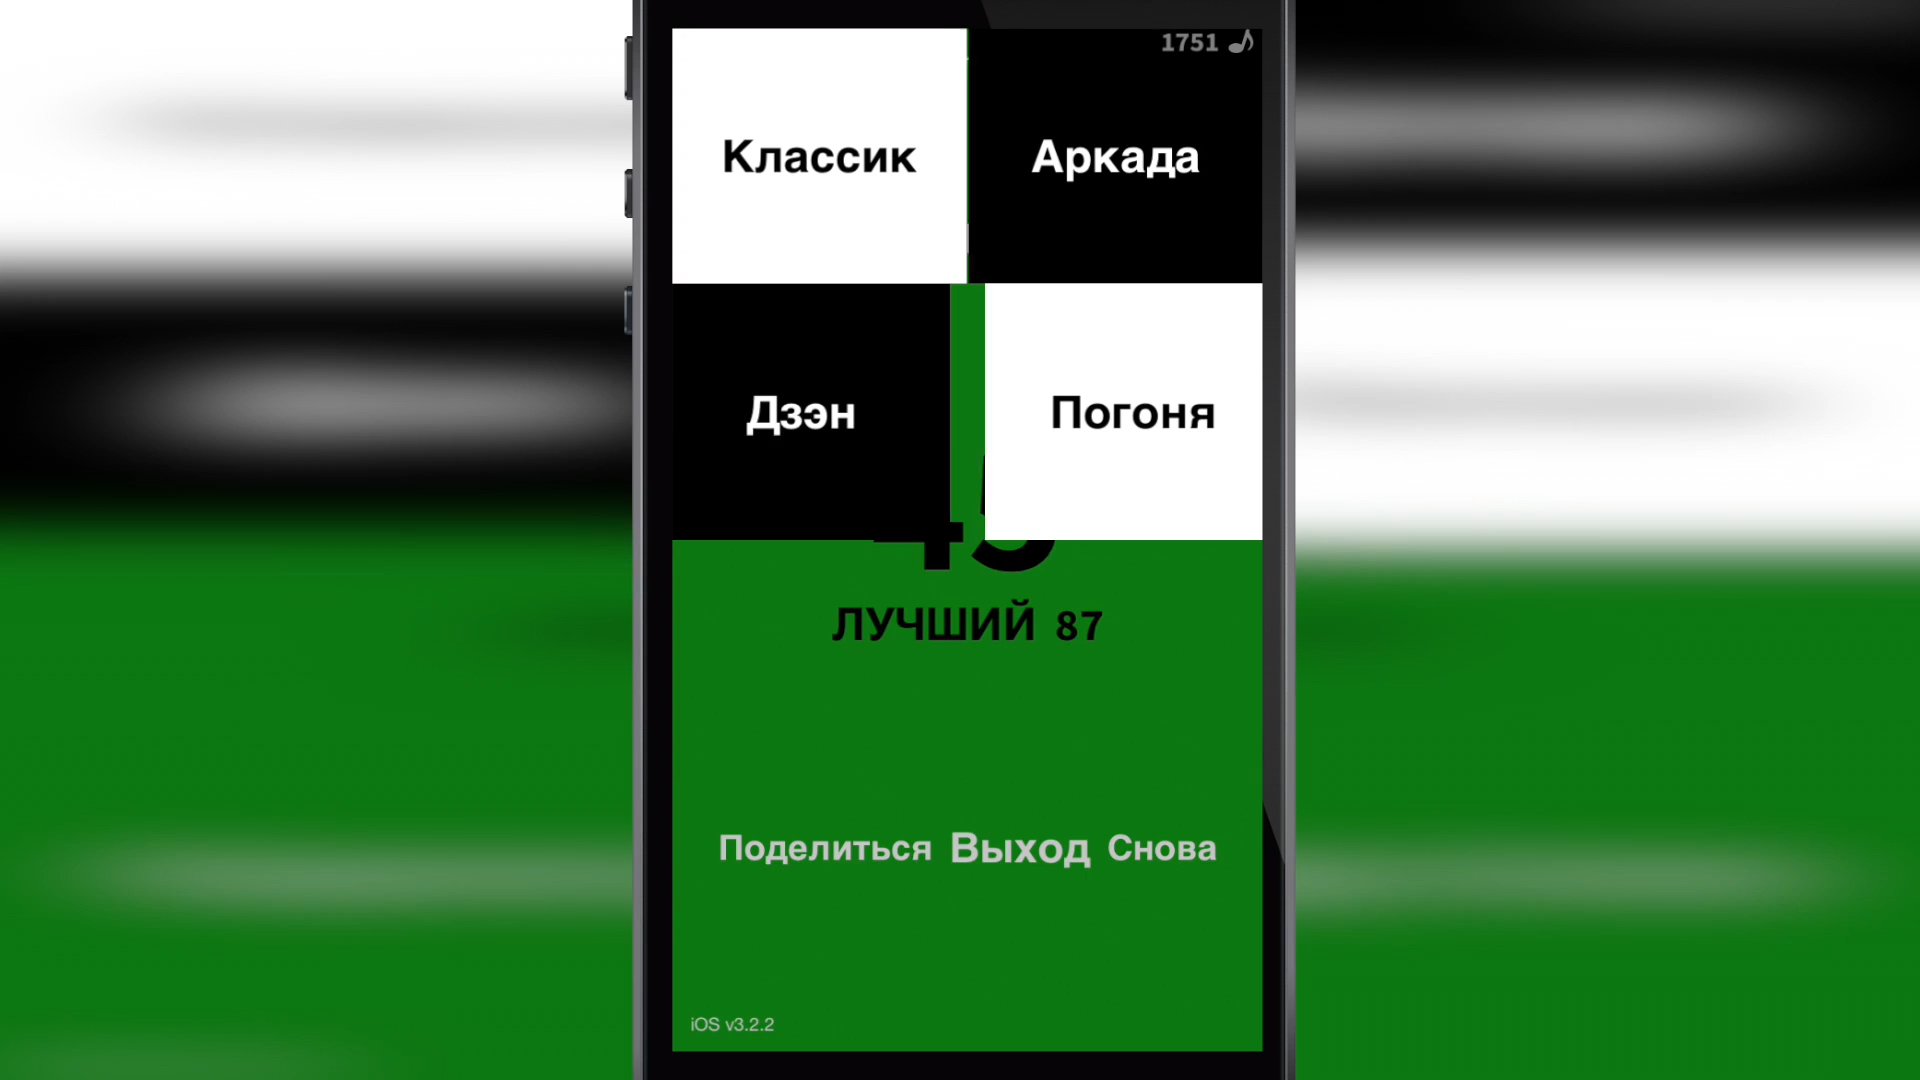 1751
Классик Аркада
Дзэн Погоня
ЛУЧШИЙ 87
Поделиться Выход Снова
iOS v3.2.2